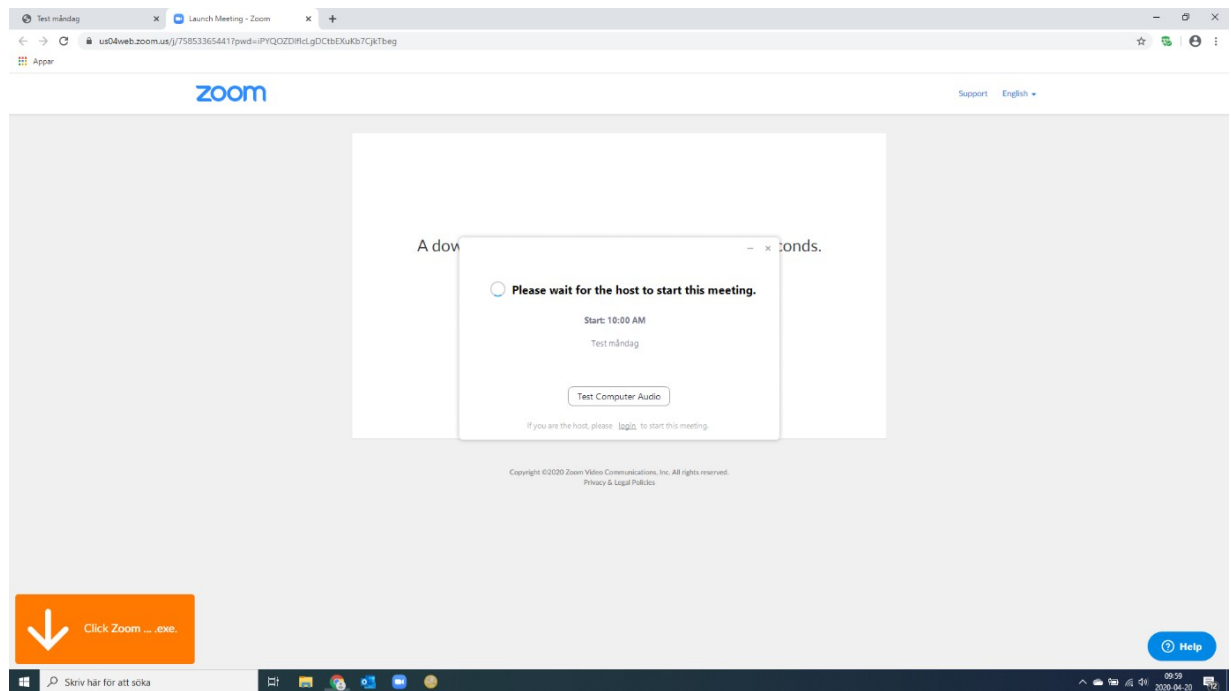 Test måndag
Launch Meeting - Zoom
us04web.zoom.us/j/75853365441?pwd=iPYQOZDlflcLgDCtbEXuKb7CjkTbeg
Appar
zoom
Support English
A dow
conds.
Please wait for the host to start this meeting.
Start: 10:00 AM
Test måndag
Test Computer Audio
If you are the host, please login to start this meeting.
Copyright ©2020 Zoom Video Communications, Inc. All rights reserved.
Privacy & Legal Policies
Click Zoom ... .exe.
Help
Skriv här för att söka
09:59
2020-04-20